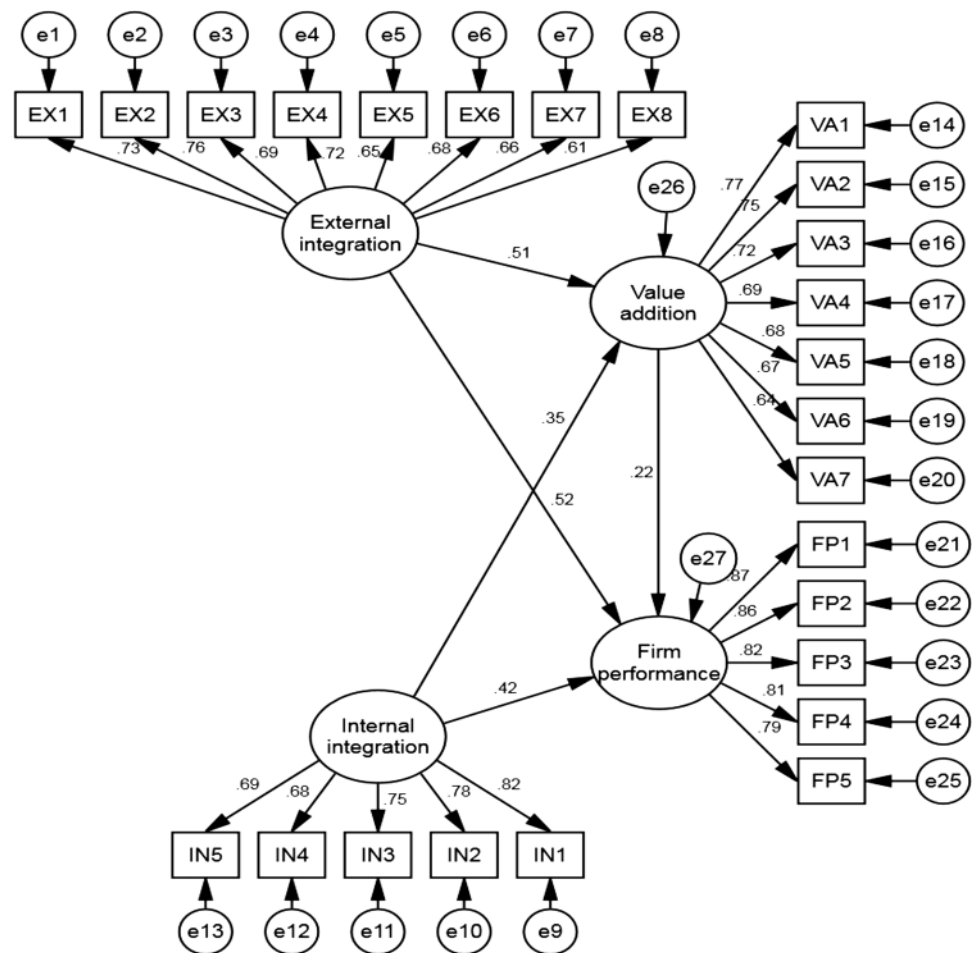 e1 e2 e3 e4 e5 e6 e7 e8
EX1 EX2 EX3 EX4 EX5 EX6 EX7 EX8
.73 .76 .69 .72 .65 .68 .66 .61
External
integration
e26
.51
Value
addition
.77
VA1 e14
.75
VA2 e15
.72
VA3 e16
.69
VA4 e17
.68
VA5 e18
.67
VA6 e19
.64
VA7 e20
.35
.52
.22
e27
Firm
performance
.87
FP1 e21
.86
FP2 e22
.82
FP3 e23
.81
FP4 e24
.79
FP5 e25
.42
Internal
integration
.69 .68 .75 .78 .82
IN5 IN4 IN3 IN2 IN1
e13 e12 e11 e10 e9